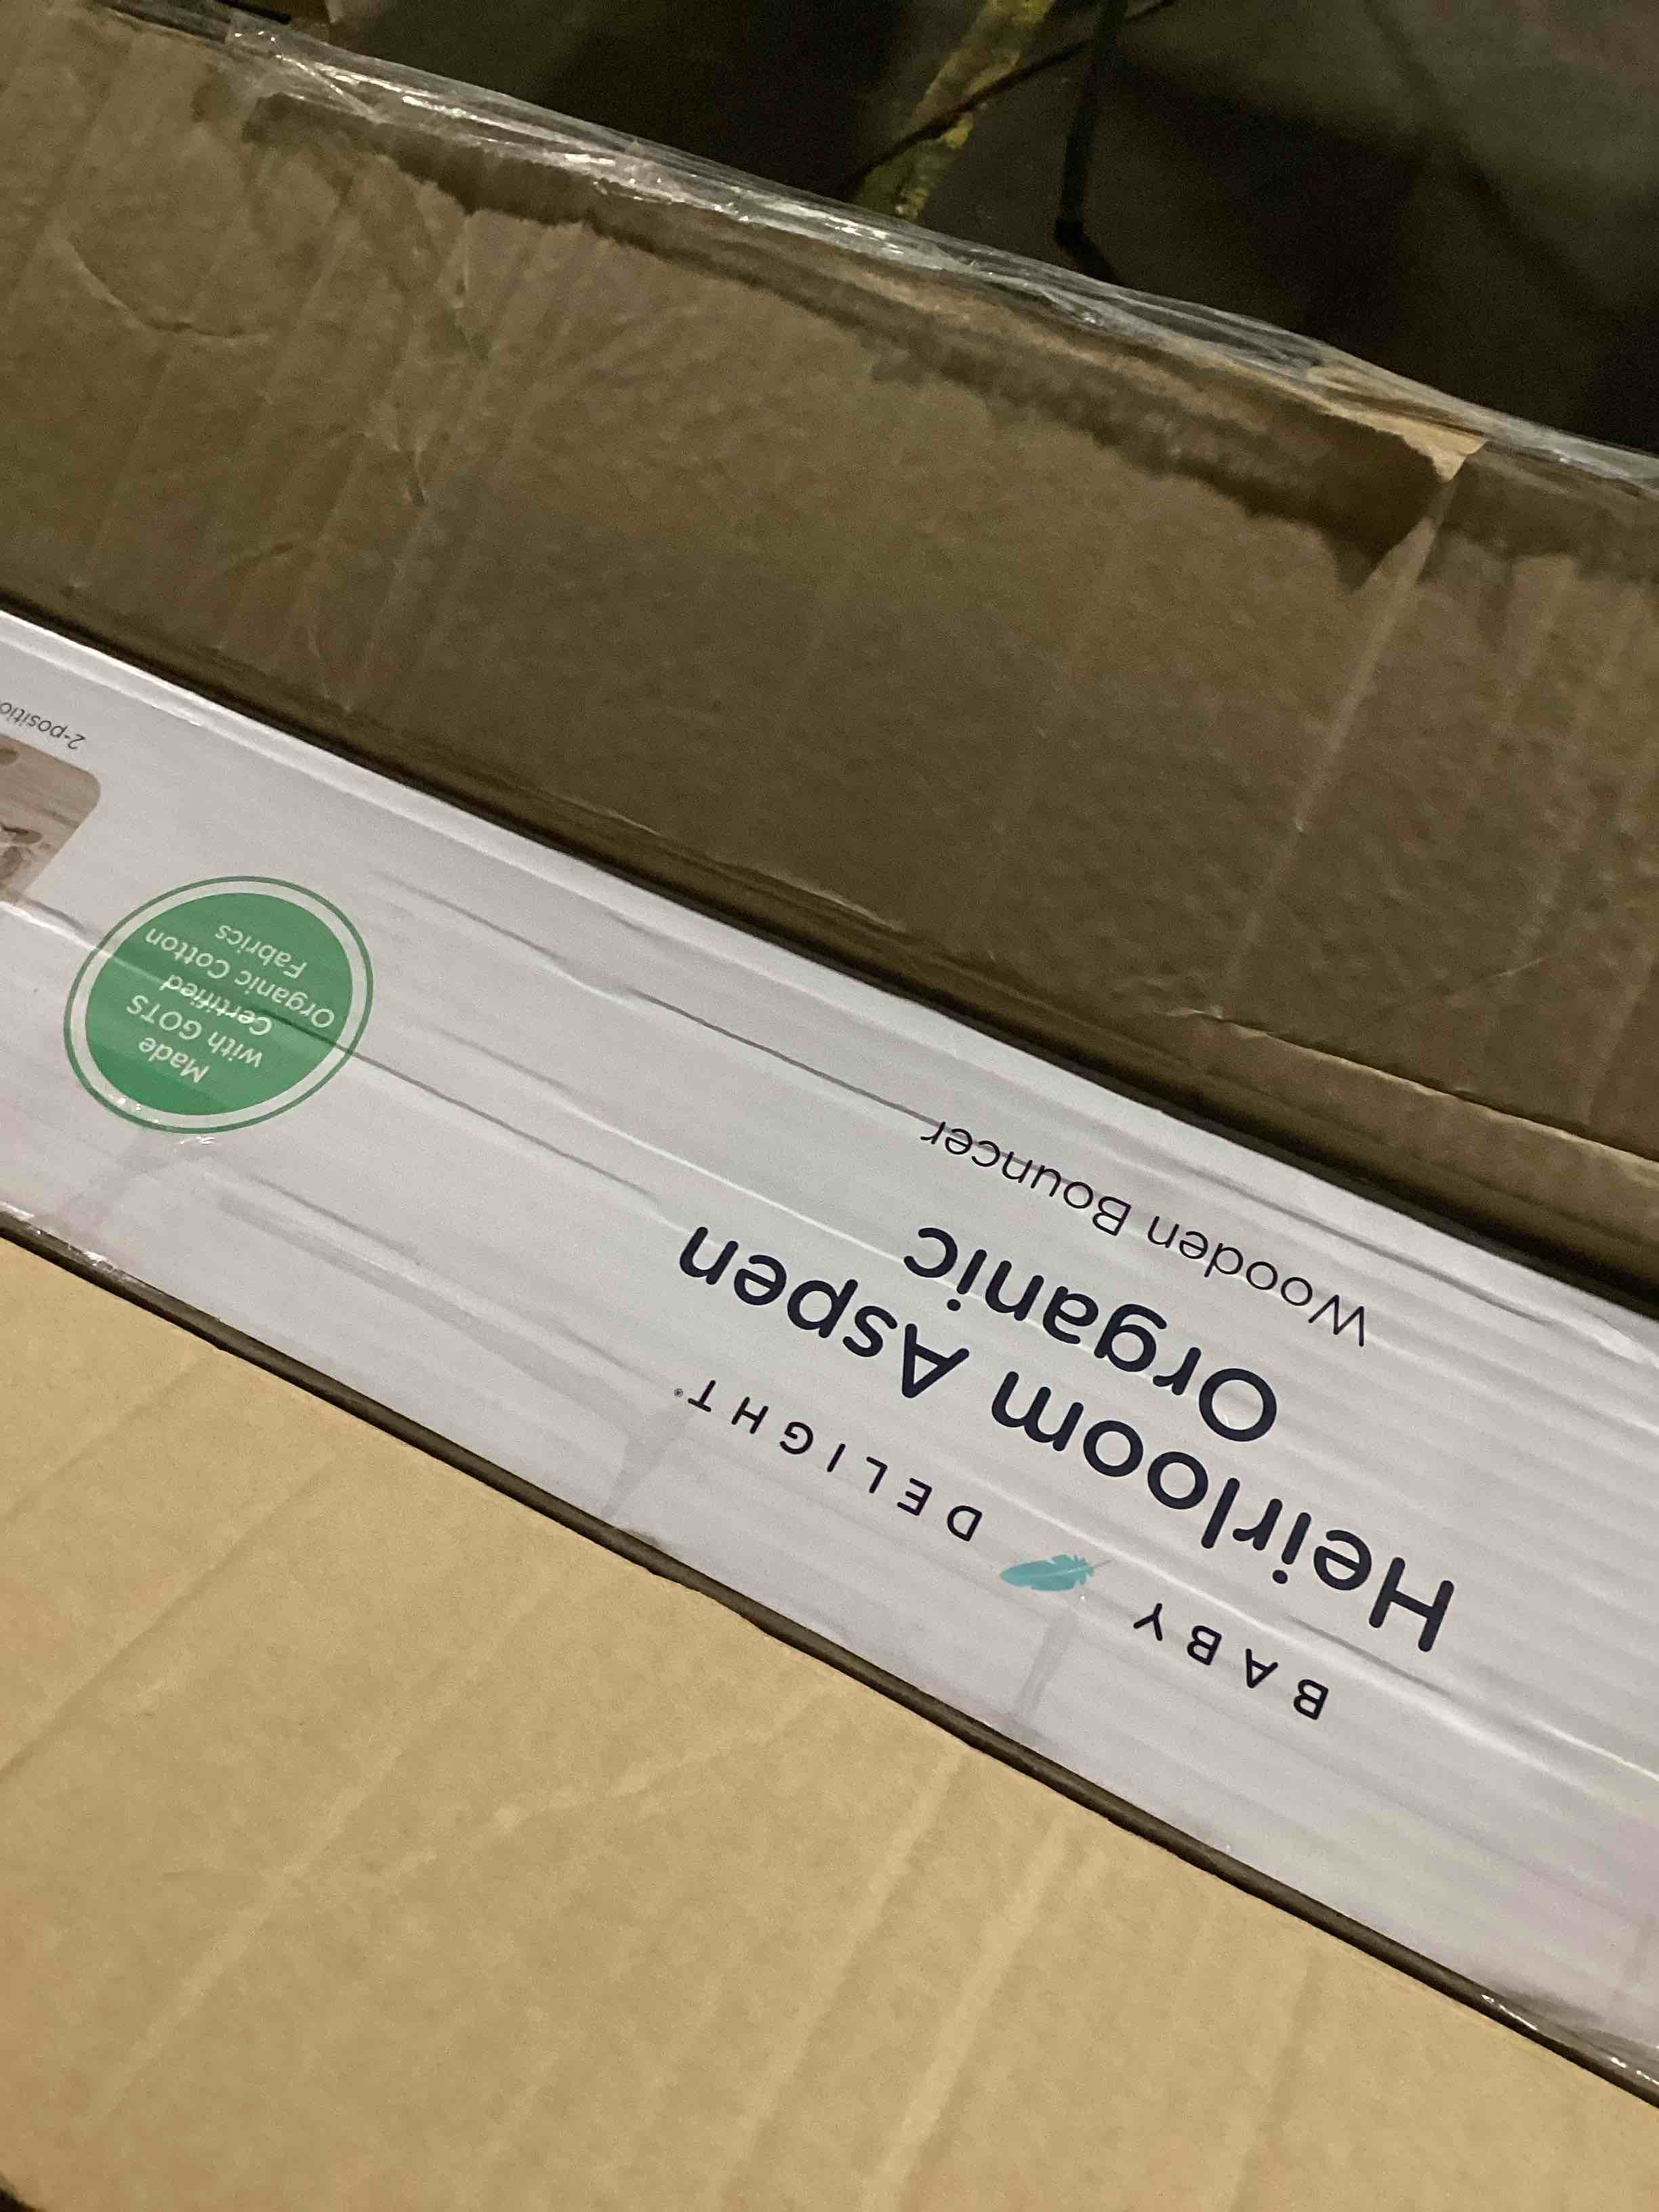 BABY DELIGHT®
Heirloom Aspen
Organic
Wooden Bouncer
Made
with GOTS
Certified
Organic Cotton
Fabrics